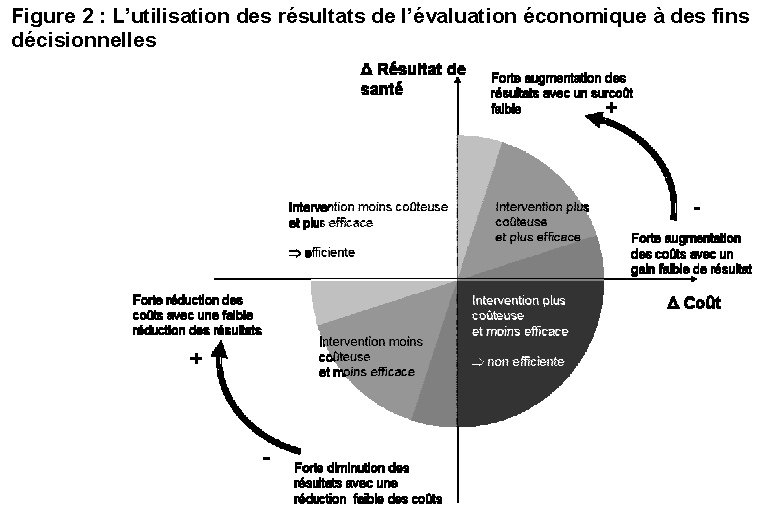 Figure 2 : L’utilisation des résultats de l’évaluation économique à des fins
décisionnelles
Δ Résultat de
santé
Forte augmentation des
résultats avec un surcoût
faible
+
Intervention moins coûteuse
et plus efficace
⇒ efficiente
Intervention plus
coûteuse
et plus efficace
-
Forte augmentation
des coûts avec un
gain faible de résultat
Δ Coût
Forte réduction des
coûts avec une faible
réduction des résultats
+
Intervention moins
coûteuse
et moins efficace
Intervention plus
coûteuse
et moins efficace
⇒ non efficiente
-
Forte diminution des
résultats avec une
réduction faible des coûts